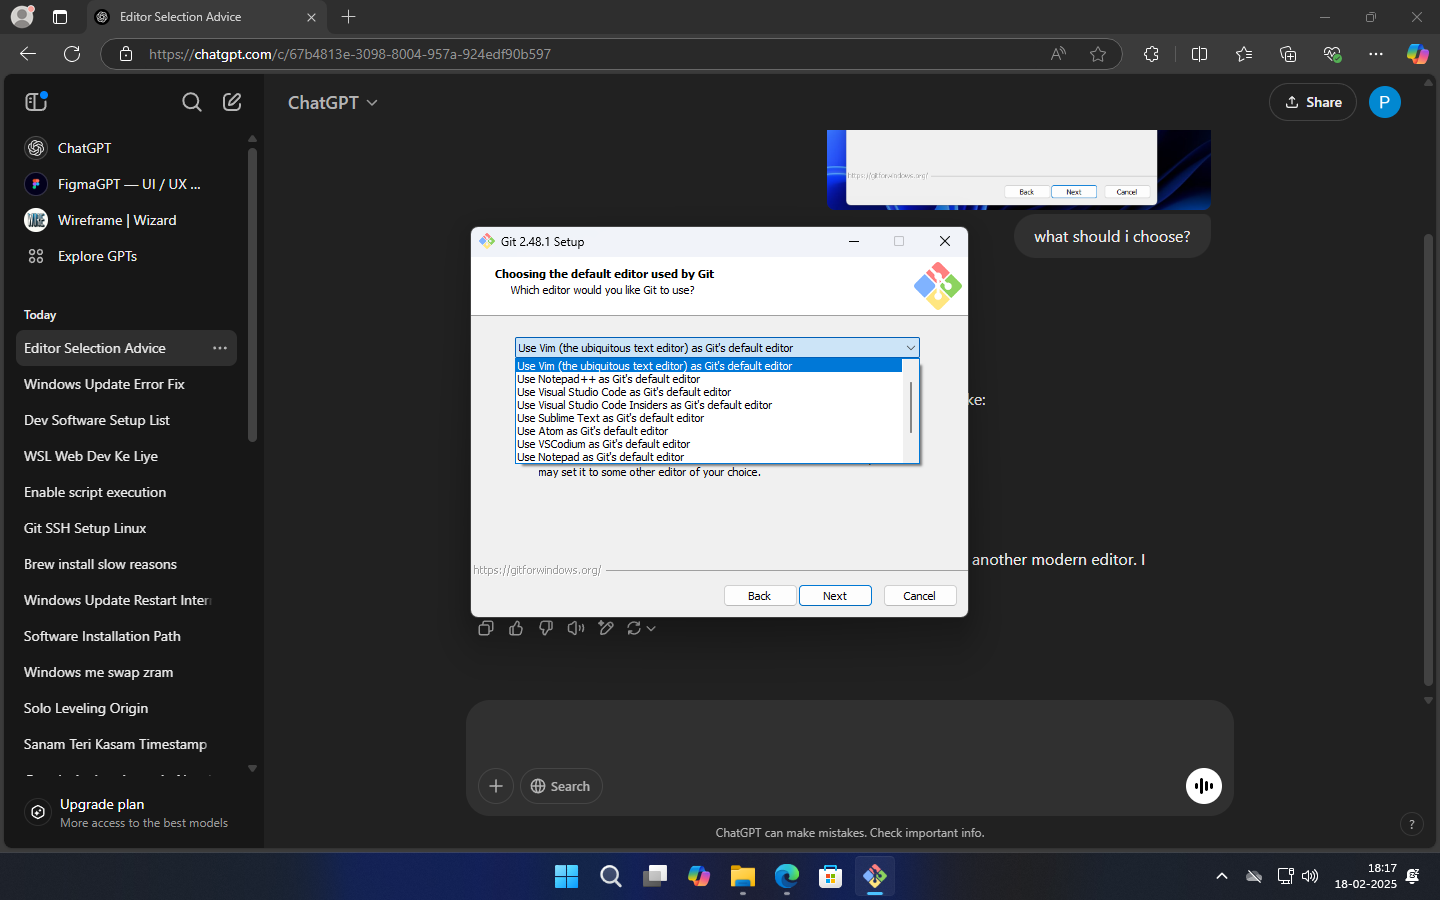 Editor Selection Advice
https://chatgpt.com/c/67b4813e-3098-8004-957a-924edf90b597
ChatGPT
Share
P
ChatGPT
FigmaGPT — UI / UX ...
Wireframe | Wizard
Explore GPTs
Today
Editor Selection Advice
Windows Update Error Fix
Dev Software Setup List
WSL Web Dev Ke Liye
Enable script execution
Git SSH Setup Linux
Brew install slow reasons
Windows Update Restart Inter
Software Installation Path
Windows me swap zram
Solo Leveling Origin
Sanam Teri Kasam Timestamp
Upgrade plan
More access to the best models
https://gitforwindows.org/
Back
Next
Cancel
what should i choose?
Git 2.48.1 Setup
Choosing the default editor used by Git
Which editor would you like Git to use?
Use Vim (the ubiquitous text editor) as Git's default editor
Use Vim (the ubiquitous text editor) as Git's default editor
Use Notepad++ as Git's default editor
Use Visual Studio Code as Git's default editor
Use Visual Studio Code Insiders as Git's default editor
Use Sublime Text as Git's default editor
Use Atom as Git's default editor
Use VSCodium as Git's default editor
Use Notepad as Git's default editor
may set it to some other editor of your choice.
https://gitforwindows.org/
Back
Next
Cancel
ke:
another modern editor. I
Search
ChatGPT can make mistakes. Check important info.
?
18:17
18-02-2025